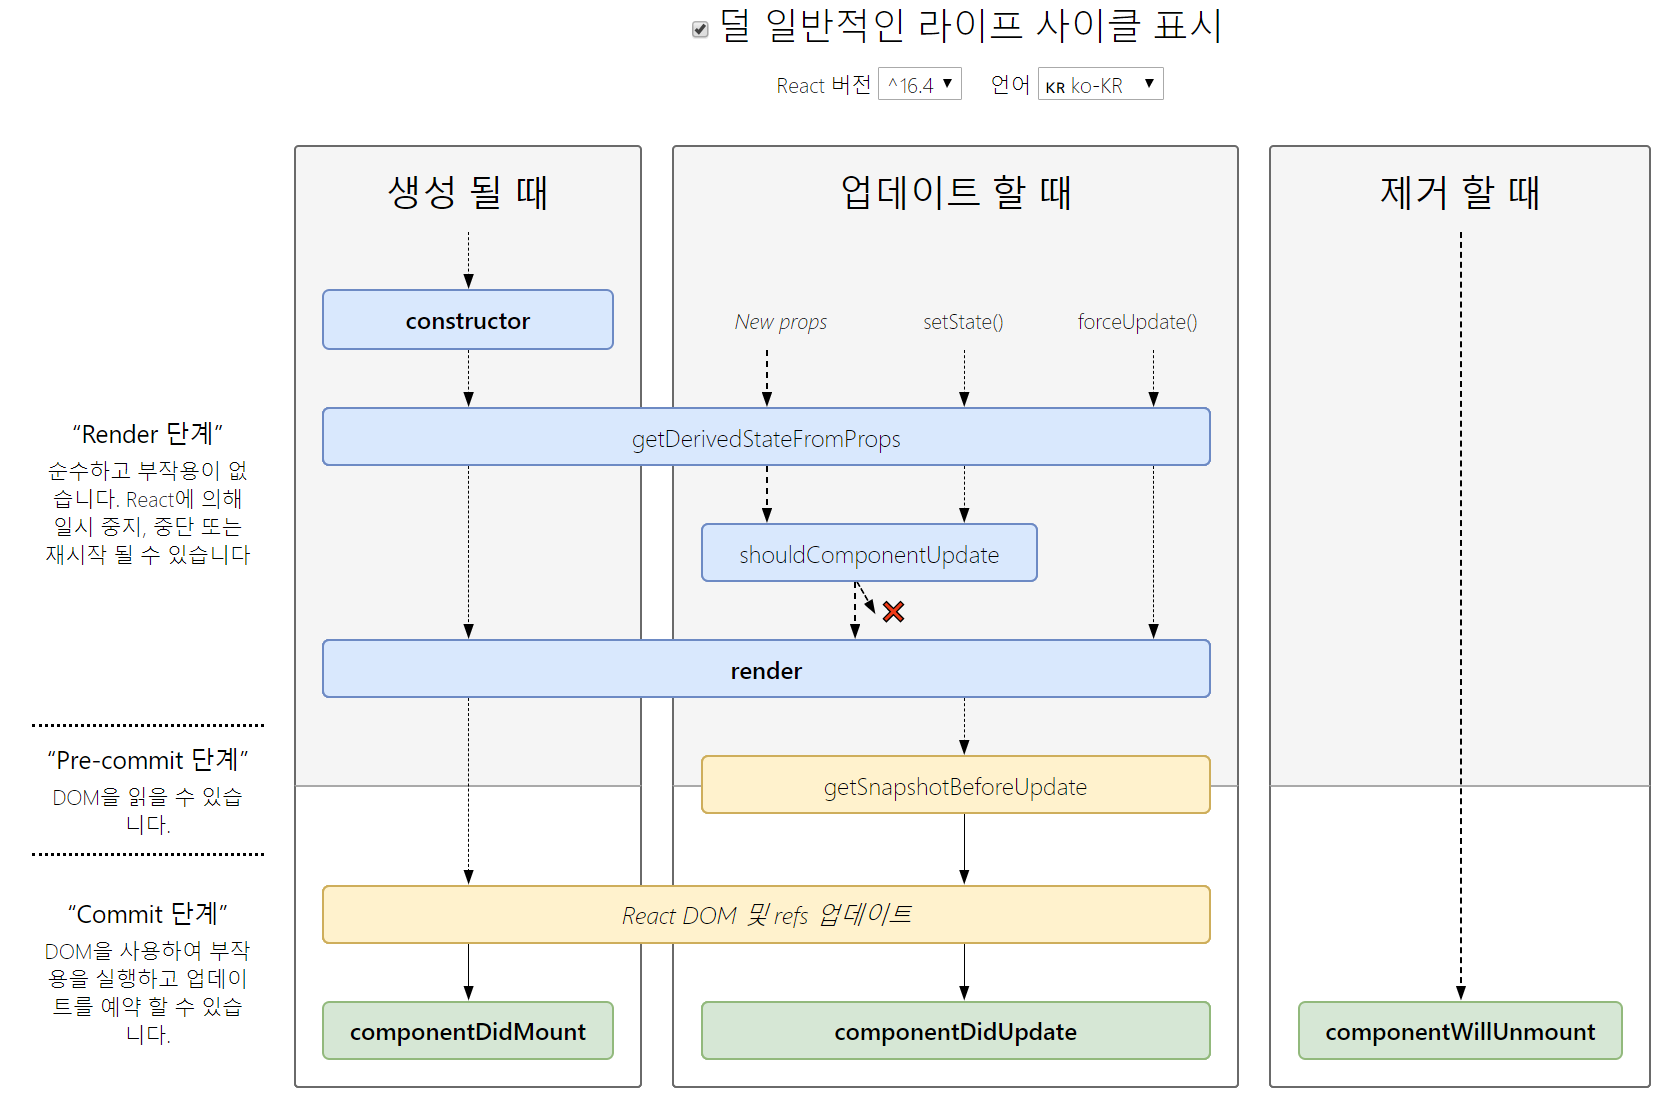 덜 일반적인 라이프 사이클 표시
React 버전 ^16.4 언어 KR ko-KR
생성 될 때
업데이트 할 때
제거 할 때
constructor
New props
setState()
forceUpdate()
getDerivedStateFromProps
shouldComponentUpdate
render
getSnapshotBeforeUpdate
React DOM 및 refs 업데이트
componentDidMount
componentDidUpdate
componentWillUnmount
“Render 단계”
순수하고 부작용이 없
습니다. React에 의해
일시 중지, 중단 또는
재시작 될 수 있습니다
“Pre-commit 단계”
DOM을 읽을 수 있습
니다.
“Commit 단계”
DOM을 사용하여 부작
용을 실행하고 업데이
트를 예약 할 수 있습
니다.